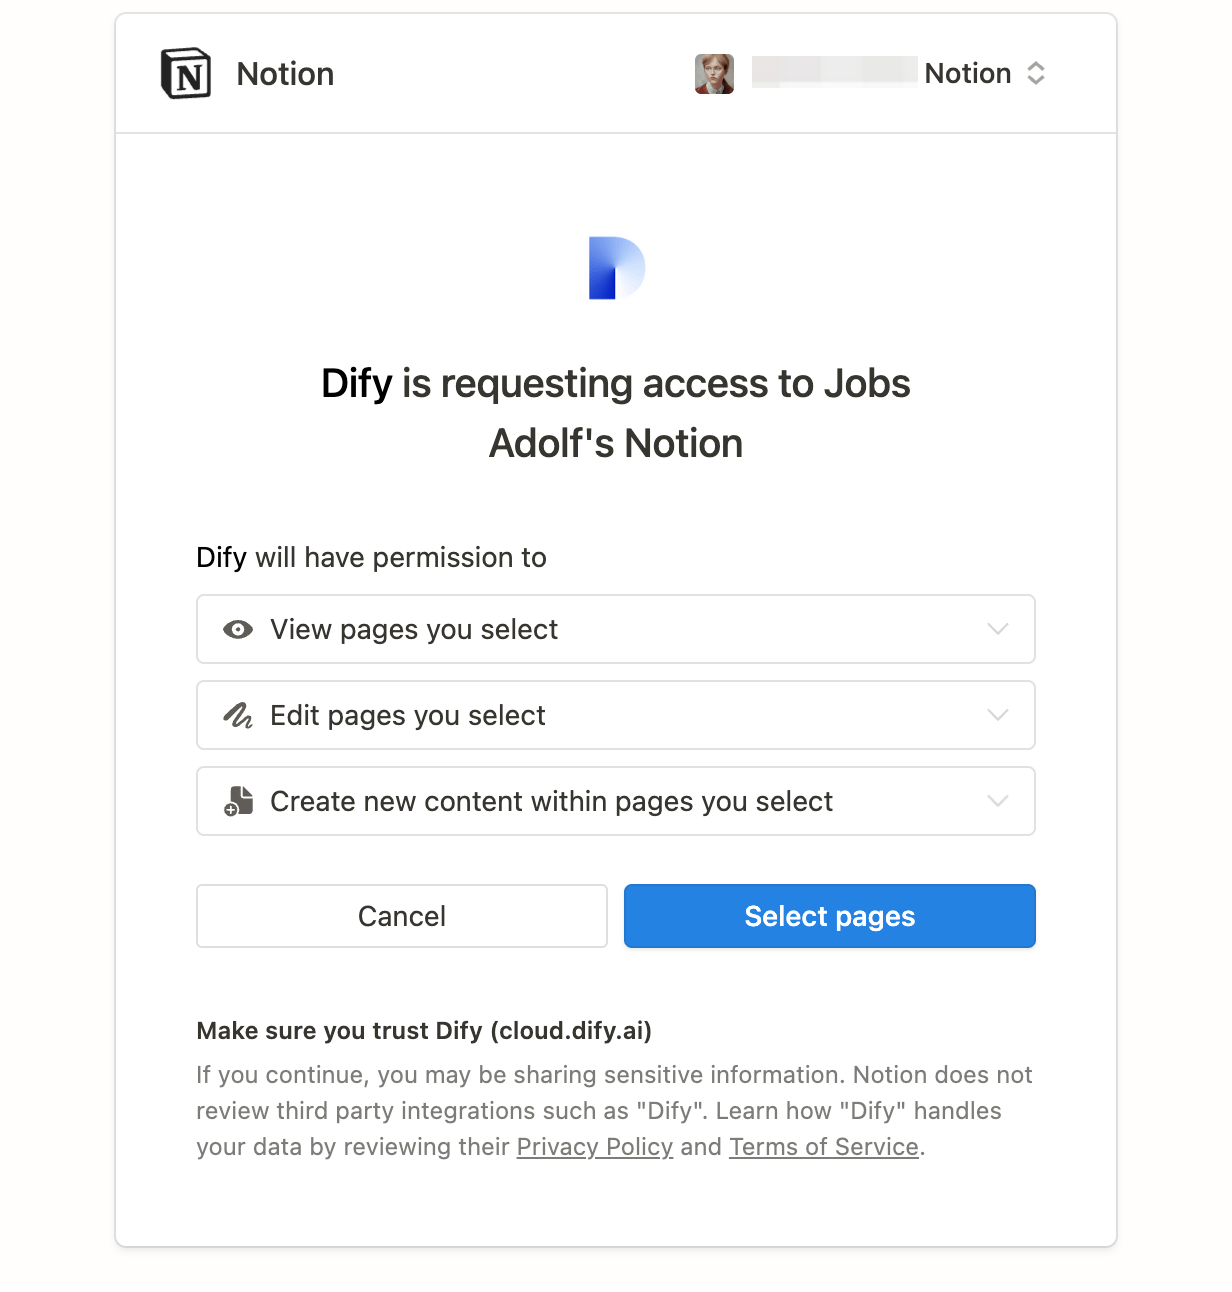 Notion
Notion
Dify is requesting access to Jobs
Adolf's Notion
Dify will have permission to
View pages you select
Edit pages you select
Create new content within pages you select
Cancel
Select pages
Make sure you trust Dify (cloud.dify.ai)
If you continue, you may be sharing sensitive information. Notion does not
review third party integrations such as "Dify". Learn how "Dify" handles
your data by reviewing their Privacy Policy and Terms of Service.